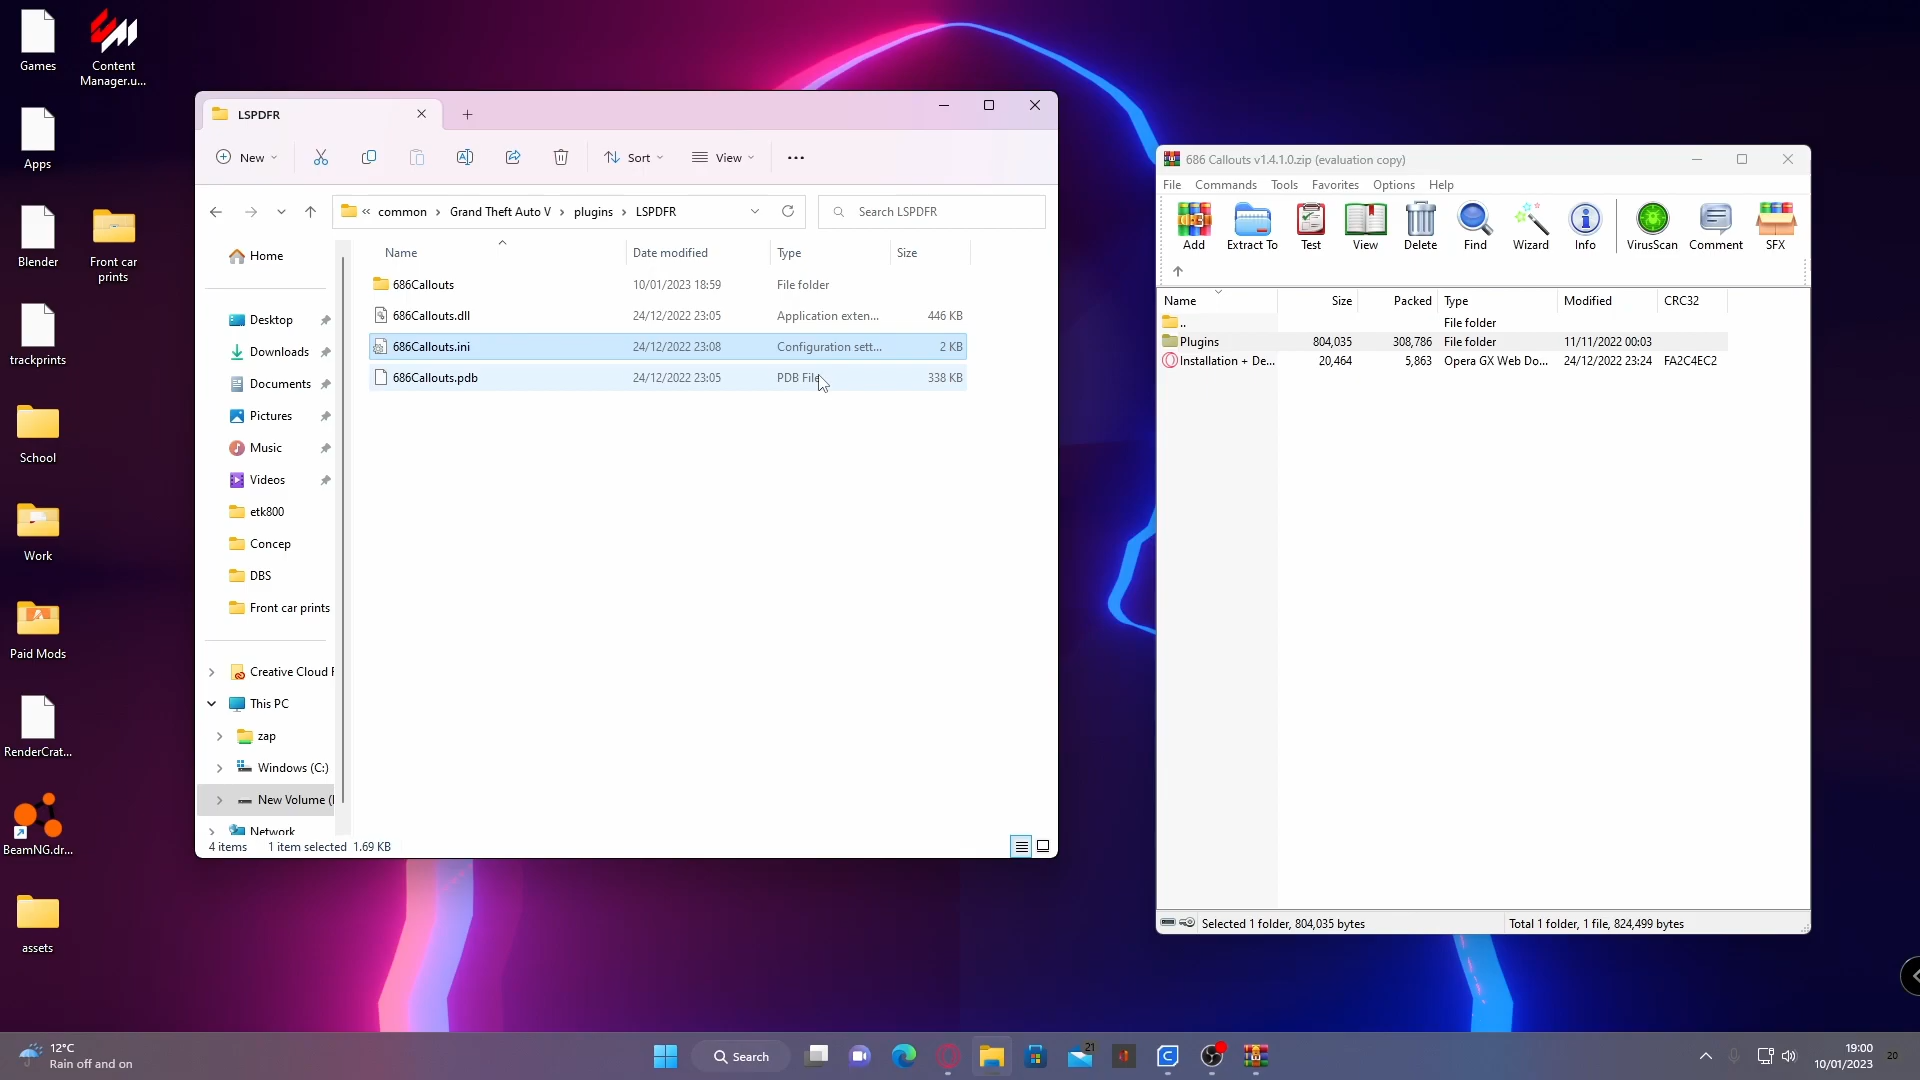 Games
Content
Manager.u...
Apps
Blender
Front car
prints
trackprints
School
Work
Paid Mods
RenderCrat...
BeamNG.dr...
assets
LSPDFR
New
Sort
View
« common › Grand Theft Auto V › plugins › LSPDFR
Search LSPDFR
Name Date modified Type Size
686Callouts 10/01/2023 18:59 File folder
686Callouts.dll 24/12/2022 23:05 Application exten... 446 KB
686Callouts.ini 24/12/2022 23:08 Configuration sett... 2 KB
686Callouts.pdb 24/12/2022 23:05 PDB File 338 KB
Home
Desktop
Downloads
Documents
Pictures
Music
Videos
etk800
Concep
DBS
Front car prints
Creative Cloud F
This PC
zap
Windows (C:)
New Volume (
Network
4 items 1 item selected 1.69 KB
686 Callouts v1.4.1.0.zip (evaluation copy)
File Commands Tools Favorites Options Help
Add Extract To Test View Delete Find Wizard Info VirusScan Comment SFX
Name Size Packed Type Modified CRC32
.. File folder
Plugins 804,035 308,786 File folder 11/11/2022 00:03
Installation + De... 20,464 5,863 Opera GX Web Do... 24/12/2022 23:24 FA2C4EC2
Selected 1 folder, 804,035 bytes
Total 1 folder, 1 file, 824,499 bytes
12°C
Rain off and on
Search
21
19:00
10/01/2023
20